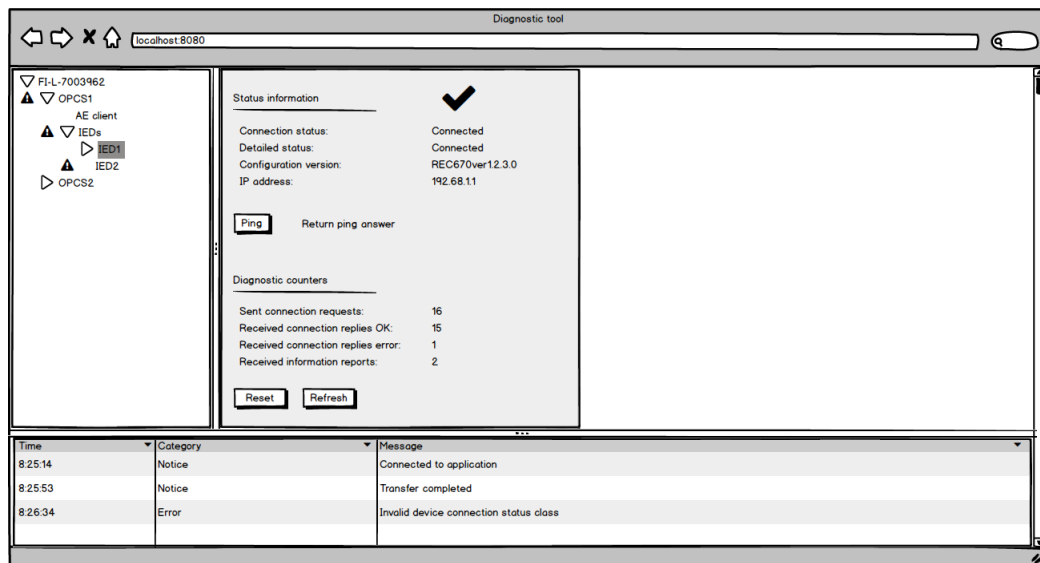 Diagnostic tool
localhost:8080
FI-L-7003962
OPCS1
AE client
IEDs
IED1
IED2
OPCS2
Status information
Connection status: Connected
Detailed status: Connected
Configuration version: REC670ver1.2.3.0
IP address: 192.68.1.1
Ping Return ping answer
Diagnostic counters
Sent connection requests: 16
Received connection replies OK: 15
Received connection replies error: 1
Received information reports: 2
Reset Refresh
Time Category Message
8:25:14 Notice Connected to application
8:25:53 Notice Transfer completed
8:26:34 Error Invalid device connection status class